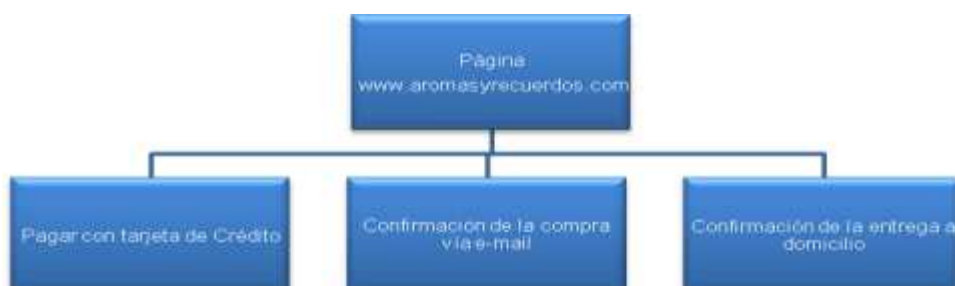 Página
www.aromasyrecuerdos.com
Pagar con tarjeta de Crédito
Confirmación de la compra
vía e-mail
Confirmación de la entrega a
domicilio